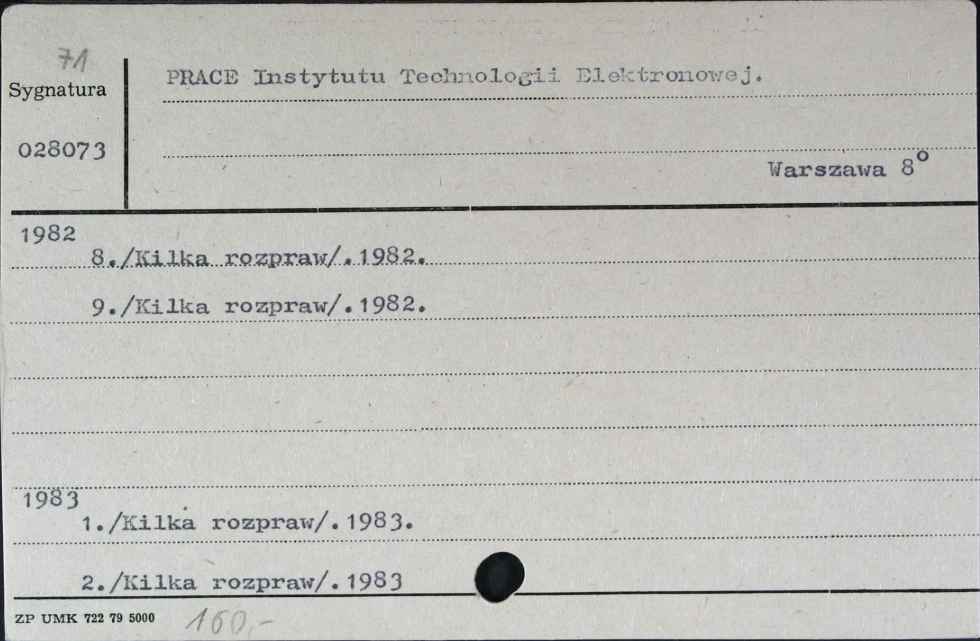 71
Sygnatura
PRACE Instytutu Technologii Elektronowej.
028073
Warszawa 8°
1982
8./Kilka rozpraw/.1982.
9./Kilka rozpraw/.1982.
1983
1./Kilka rozpraw/.1983.
2./Kilka rozpraw/.1983
ZP UMK 722 79 5000
160,-